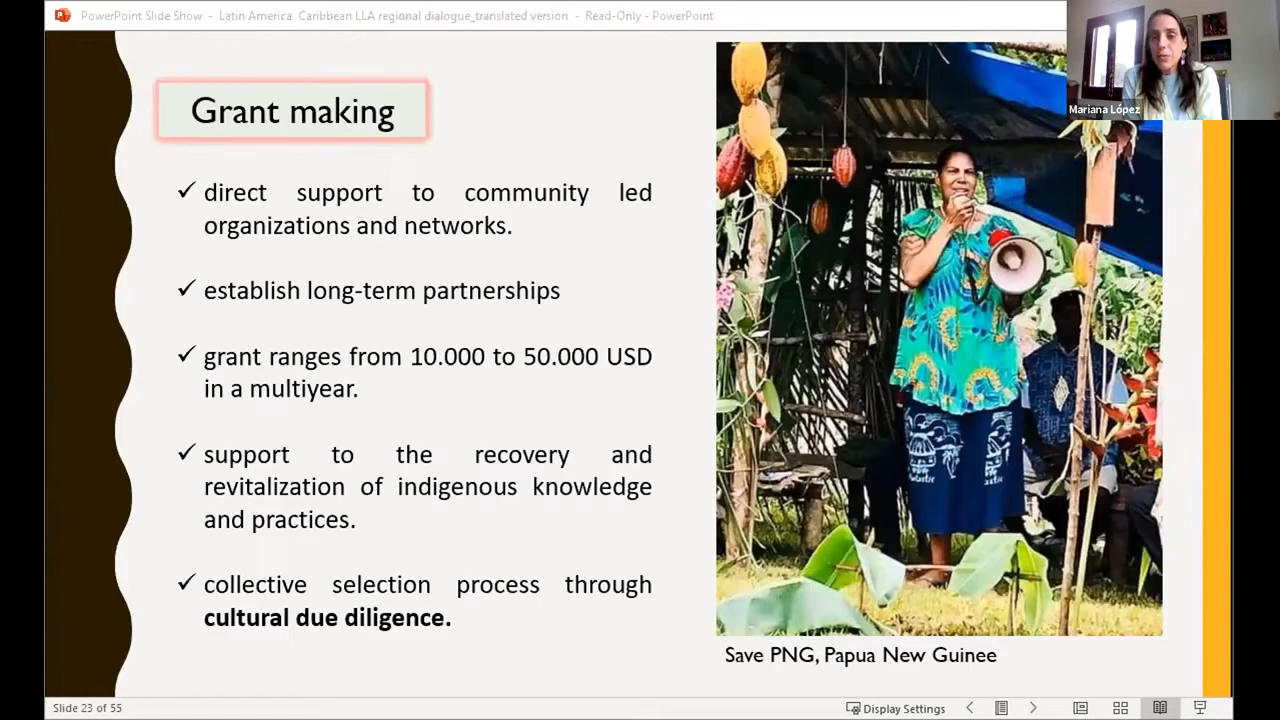 PowerPoint Slide Show - Latin America Caribbean LLA regional dialogue_translated version - Read-Only - PowerPoint
Mariana López
Grant making
✓ direct support to community led
organizations and networks.
✓ establish long-term partnerships
✓ grant ranges from 10.000 to 50.000 USD
in a multiyear.
✓ support to the recovery and
revitalization of indigenous knowledge
and practices.
✓ collective selection process through
cultural due diligence.
Save PNG, Papua New Guinee
Slide 23 of 55
Display Settings